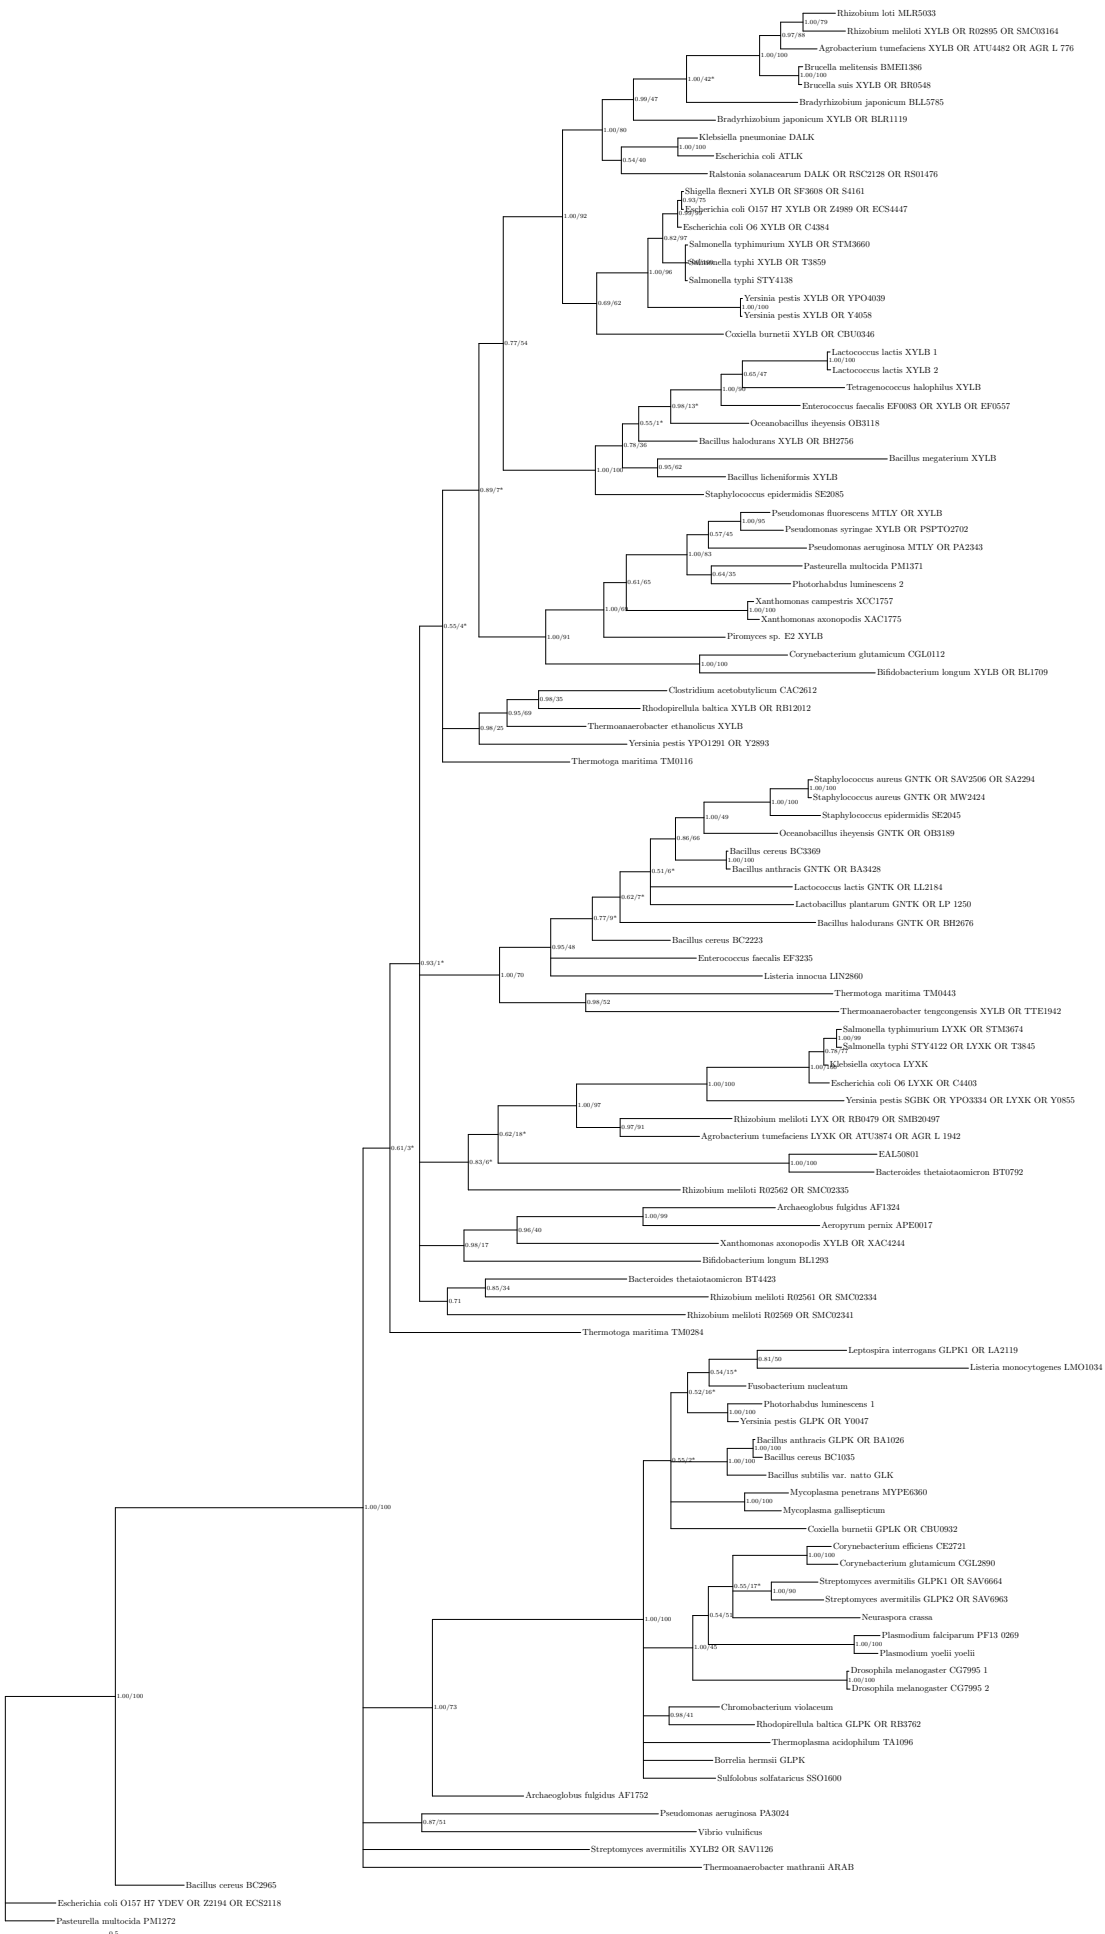 Rhizobium loti MLR5033
1.00/79
Rhizobium meliloti XYLB OR R02895 OR SMC03164
0.97/88
Agrobacterium tumefaciens XYLB OR ATU4482 OR AGR L 776
1.00/100
Brucella melitensis BMEI1386
1.00/100
1.00/42*
Brucella suis XYLB OR BR0548
0.99/47
Bradyrhizobium japonicum BLL5785
Bradyrhizobium japonicum XYLB OR BLR1119
1.00/80
Klebsiella pneumoniae DALK
1.00/100
Escherichia coli ATLK
0.54/40
Ralstonia solanacearum DALK OR RSC2128 OR RS01476
Shigella flexneri XYLB OR SF3608 OR S4161
0.93/75
Escherichia coli O157 H7 XYLB OR Z4989 OR ECS4447
1.00/92
Escherichia coli O6 XYLB OR C4384
0.82/97
Salmonella typhimurium XYLB OR STM3660
Salmonella typhi XYLB OR T3859
1.00/96
Salmonella typhi STY4138
Yersinia pestis XYLB OR YPO4039
0.69/62
1.00/100
Yersinia pestis XYLB OR Y4058
Coxiella burnetii XYLB OR CBU0346
0.77/54
Lactococcus lactis XYLB 1
1.00/100
Lactococcus lactis XYLB 2
0.65/47
Tetragenococcus halophilus XYLB
1.00/90
Enterococcus faecalis EF0083 OR XYLB OR EF0557
0.98/13*
Oceanobacillus iheyensis OB3118
0.55/1*
Bacillus halodurans XYLB OR BH2756
0.78/36
Bacillus megaterium XYLB
0.95/62
1.00/100
Bacillus licheniformis XYLB
0.89/7*
Staphylococcus epidermidis SE2085
Pseudomonas fluorescens MTLY OR XYLB
1.00/95
Pseudomonas syringae XYLB OR PSPTO2702
0.57/45
Pseudomonas aeruginosa MTLY OR PA2343
1.00/83
Pasteurella multocida PM1371
0.64/35
0.61/65
Photorhabdus luminescens 2
Xanthomonas campestris XCC1757
1.00/100
Xanthomonas axonopodis XAC1775
0.55/4*
1.00/91
Piromyces sp. E2 XYLB
Corynebacterium glutamicum CGL0112
1.00/100
Bifidobacterium longum XYLB OR BL1709
Clostridium acetobutylicum CAC2612
0.98/35
Rhodopirellula baltica XYLB OR RB12012
0.95/69
Thermoanaerobacter ethanolicus XYLB
0.98/25
Yersinia pestis YPO1291 OR Y2893
Thermotoga maritima TM0116
Staphylococcus aureus GNTK OR SAV2506 OR SA2294
1.00/100
Staphylococcus aureus GNTK OR MW2424
1.00/100
Staphylococcus epidermidis SE2045
1.00/49
Oceanobacillus iheyensis GNTK OR OB3189
0.86/66
Bacillus cereus BC3369
1.00/100
Bacillus anthracis GNTK OR BA3428
0.51/6*
Lactococcus lactis GNTK OR LL2184
0.62/7*
Lactobacillus plantarum GNTK OR LP 1250
0.77/9*
Bacillus halodurans GNTK OR BH2676
Bacillus cereus BC2223
0.95/48
Enterococcus faecalis EF3235
0.93/1*
1.00/70
Listeria innocua LIN2860
Thermotoga maritima TM0443
0.98/52
Thermoanaerobacter tengcongensis XYLB OR TTE1942
Salmonella typhimurium LYXK OR STM3674
1.00/99
Salmonella typhi STY4122 OR LYXK OR T3845
0.78/77
Klebsiella oxytoca LYXK
1.00/100
Escherichia coli O6 LYXK OR C4403
1.00/100
Yersinia pestis SGBK OR YPO3334 OR LYXK OR Y0855
1.00/97
Rhizobium meliloti LYX OR RB0479 OR SMB20497
0.97/91
0.62/18*
Agrobacterium tumefaciens LYXK OR ATU3874 OR AGR L 1942
0.61/3*
EAL50801
0.83/6*
1.00/100
Bacteroides thetaiotaomicron BT0792
Rhizobium meliloti R02562 OR SMC02335
Archaeoglobus fulgidus AF1324
1.00/99
Aeropyrum pernix APE0017
0.96/40
Xanthomonas axonopodis XYLB OR XAC4244
0.98/17
Bifidobacterium longum BL1293
Bacteroides thetaiotaomicron BT4423
0.85/34
Rhizobium meliloti R02561 OR SMC02334
0.71
Rhizobium meliloti R02569 OR SMC02341
Thermotoga maritima TM0284
Leptospira interrogans GLPK1 OR LA2119
0.81/50
Listeria monocytogenes LMO1034
0.54/15*
Fusobacterium nucleatum
0.52/16*
Photorhabdus luminescens 1
1.00/100
Yersinia pestis GLPK OR Y0047
Bacillus anthracis GLPK OR BA1026
1.00/100
Bacillus cereus BC1035
0.55/2*
1.00/100
Bacillus subtilis var. natto GLK
Mycoplasma penetrans MYPE6360
1.00/100
1.00/100
Mycoplasma gallisepticum
Coxiella burnetii GPLK OR CBU0932
Corynebacterium efficiens CE2721
1.00/100
Corynebacterium glutamicum CGL2890
Streptomyces avermitilis GLPK1 OR SAV6664
0.55/17*
1.00/90
Streptomyces avermitilis GLPK2 OR SAV6963
0.54/51
Neuraspora crassa
1.00/100
Plasmodium falciparum PF13 0269
1.00/100
1.00/45
Plasmodium yoelii yoelii
Drosophila melanogaster CG7995 1
1.00/100
Drosophila melanogaster CG7995 2
1.00/100
1.00/73
Chromobacterium violaceum
0.98/41
Rhodopirellula baltica GLPK OR RB3762
Thermoplasma acidophilum TA1096
Borrelia hermsii GLPK
Sulfolobus solfataricus SSO1600
Archaeoglobus fulgidus AF1752
Pseudomonas aeruginosa PA3024
0.87/51
Vibrio vulnificus
Streptomyces avermitilis XYLB2 OR SAV1126
Thermoanaerobacter mathranii ARAB
Bacillus cereus BC2965
Escherichia coli O157 H7 YDEV OR Z2194 OR ECS2118
Pasteurella multocida PM1272
0.5